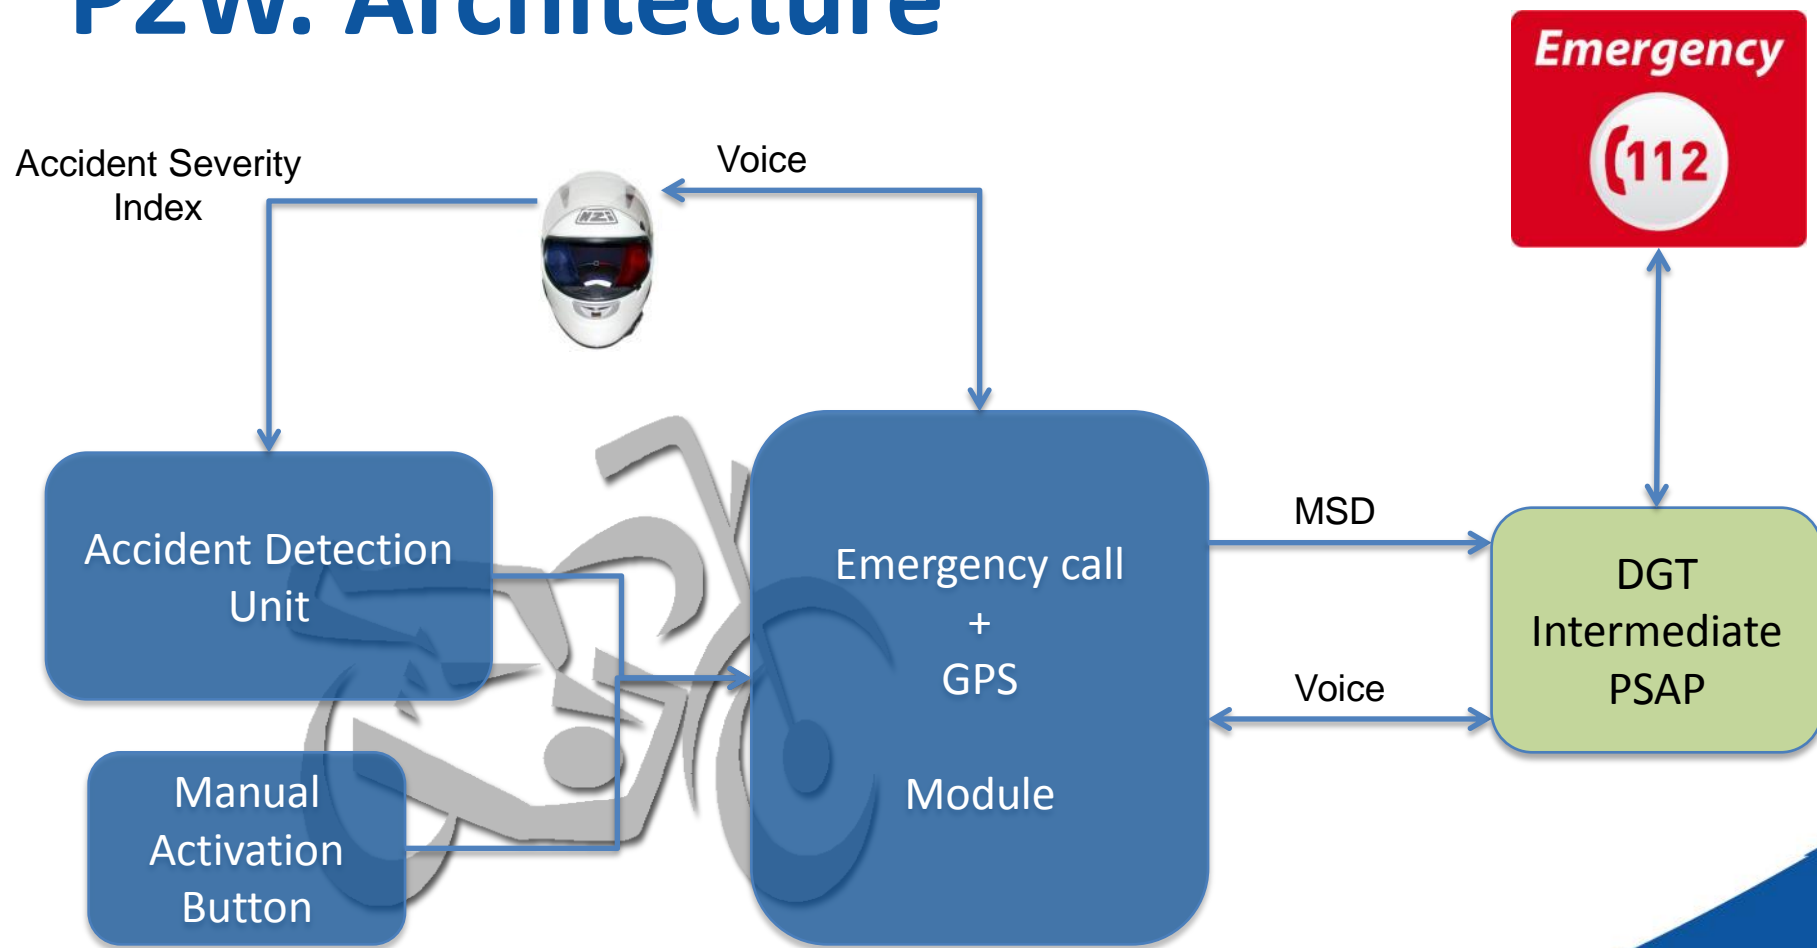 P2W. Architecture
Emergency
112
Accident Severity
Index
Voice
NZi
Accident Detection
Unit
Emergency call
+
GPS
Module
MSD
Voice
DGT
Intermediate
PSAP
Manual
Activation
Button